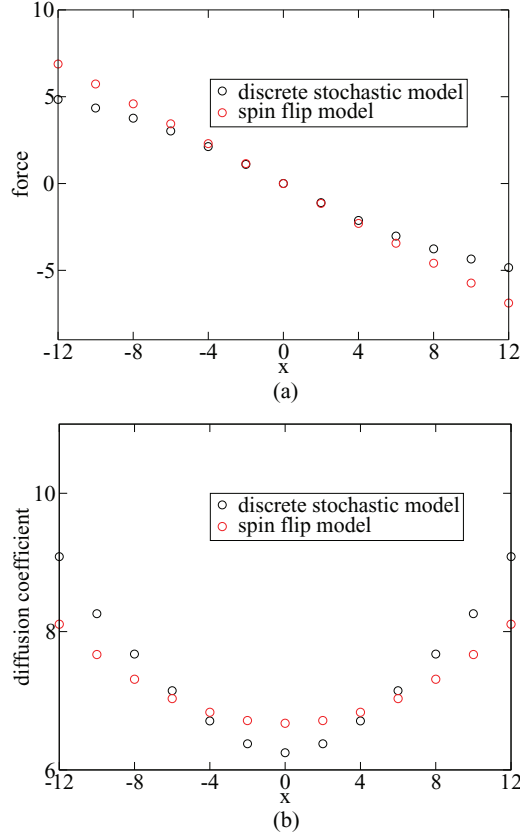 10
5
0
-5
force
discrete stochastic model
spin flip model
-12 -8 -4 0 4 8 12
x
(a)
10
8
6
diffusion coefficient
discrete stochastic model
spin flip model
-12 -8 -4 0 4 8 12
x
(b)